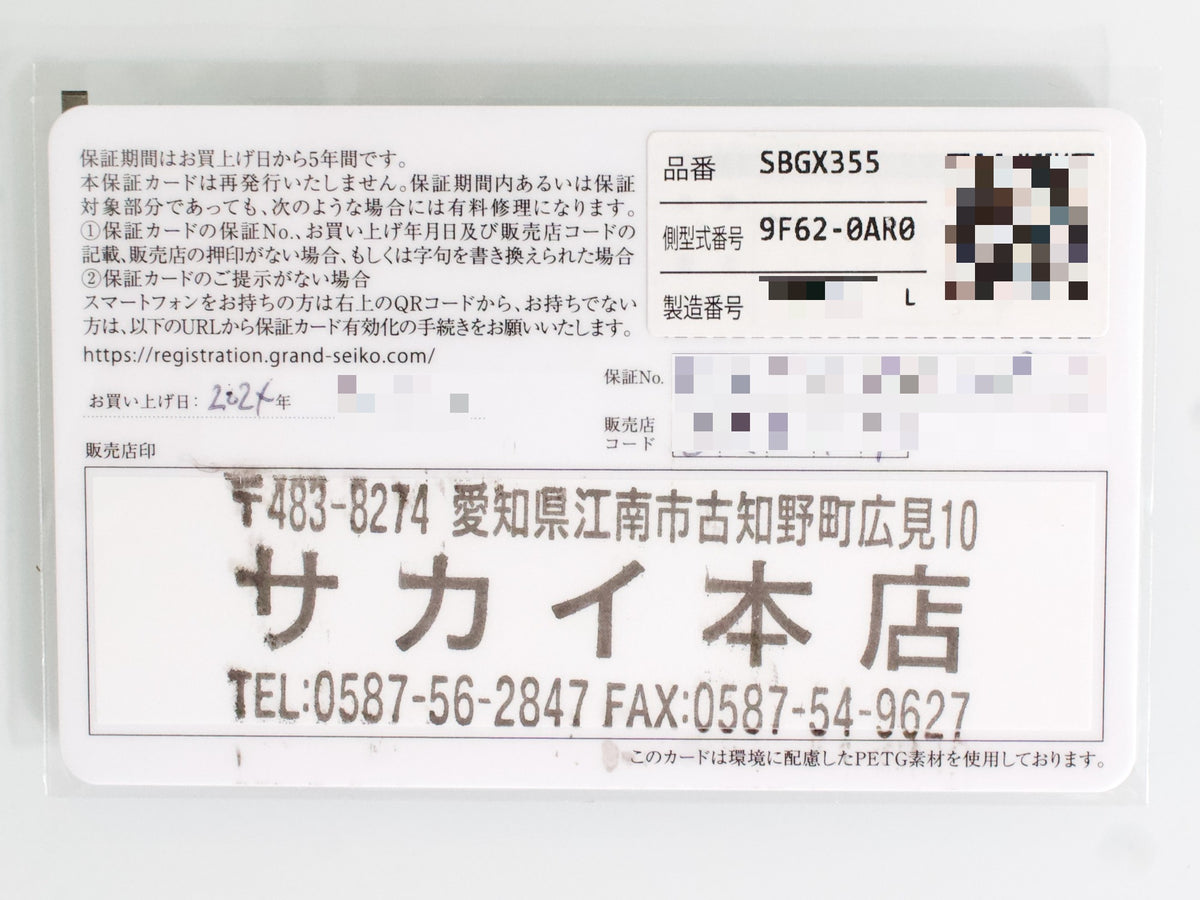 保証期間はお買上げ日から5年間です。
本保証カードは再発行いたしません。保証期間内あるいは保証
対象部分であっても、次のような場合には有料修理になります。
①保証カードの保証No.、お買い上げ年月日及び販売店コードの
記載、販売店の押印がない場合、もしくは字句を書き換えられた場合
②保証カードのご提示がない場合
スマートフォンをお持ちの方は右上のQRコードから、お持ちでない
方は、以下のURLから保証カード有効化の手続きをお願いいたします。
https://registration.grand-seiko.com/
品番 SBGX355
側型式番号 9F62-0AR0
製造番号 L
お買い上げ日: 2024年
保証No.
販売店
コード
販売店印
〒483-8274 愛知県江南市古知野町広見10
サカイ本店
TEL:0587-56-2847 FAX:0587-54-9627
このカードは環境に配慮したPETG素材を使用しております。